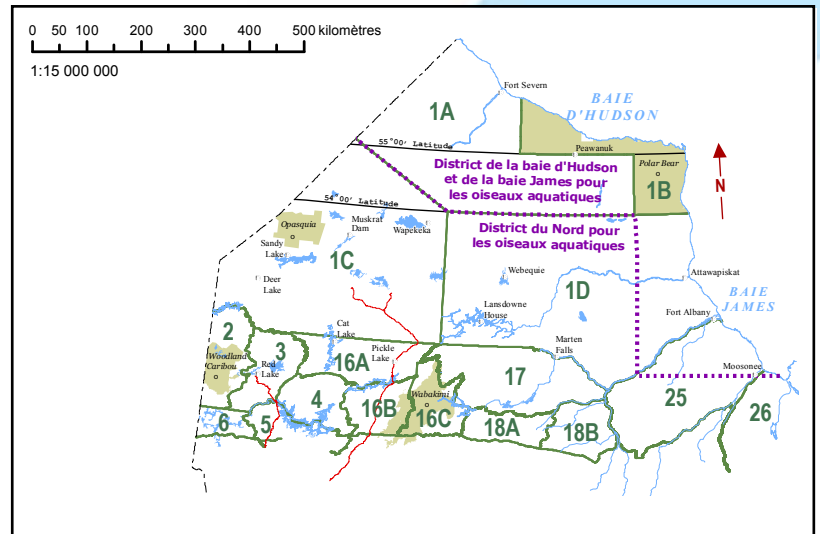 0 50 100 200 300 400 500 kilomètres
1:15 000 000
Fort Severn
1A
BAIE
D'HUDSON
55°00' Latitude
Peawanuk
District de la baie d'Hudson
et de la baie James pour
les oiseaux aquatiques
Polar Bear
1B
N
54°00' Latitude
Opasquia
Muskrat
Dam
Wapekeka
District du Nord pour
les oiseaux aquatiques
Sandy
Lake
1C
Deer
Lake
Webequie
1D
Attawapiskat
BAIE
JAMES
Lansdowne
House
Fort Albany
2
Cat
Lake
Marten
Falls
3
16A
Pickle
Lake
Woodland
Caribou
Red
Lake
17
Moosonee
4
16B
Wabakimi
16C
25
26
6
5
18A
18B